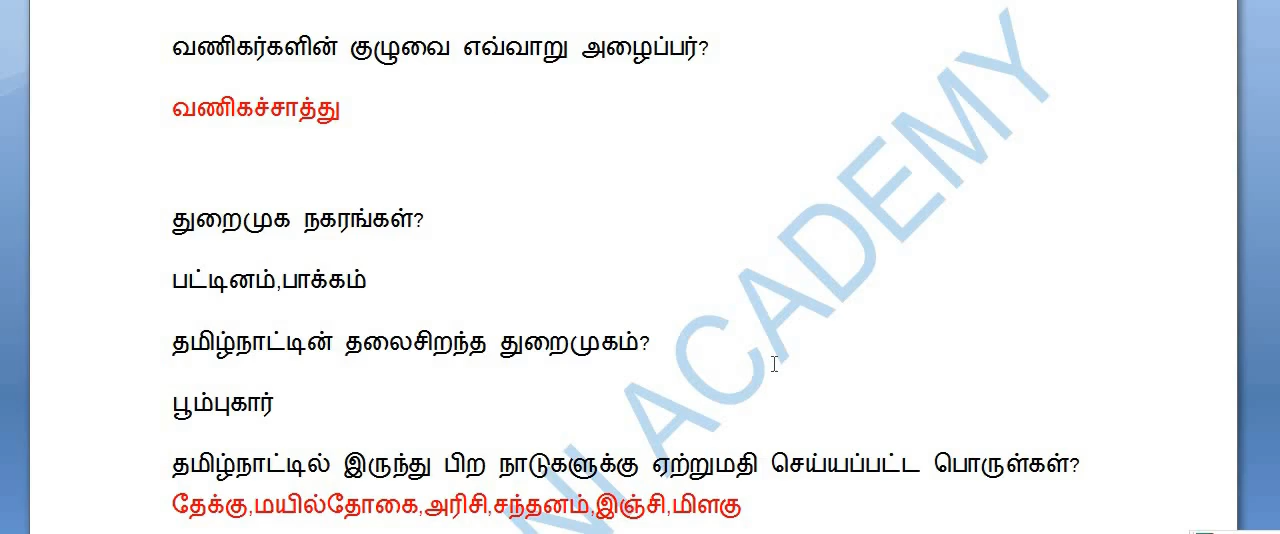 வணிகர்களின் குழுவை எவ்வாறு அழைப்பர்?
வணிகச்சாத்து
துறைமுக நகரங்கள்?
பட்டினம்,பாக்கம்
தமிழ்நாட்டின் தலைசிறந்த துறைமுகம்?
பூம்புகார்
தமிழ்நாட்டில் இருந்து பிற நாடுகளுக்கு ஏற்றுமதி செய்யப்பட்ட பொருள்கள்?
தேக்கு,மயில்தோகை,அரிசி,சந்தனம்,இஞ்சி,மிளகு
ACADEMY